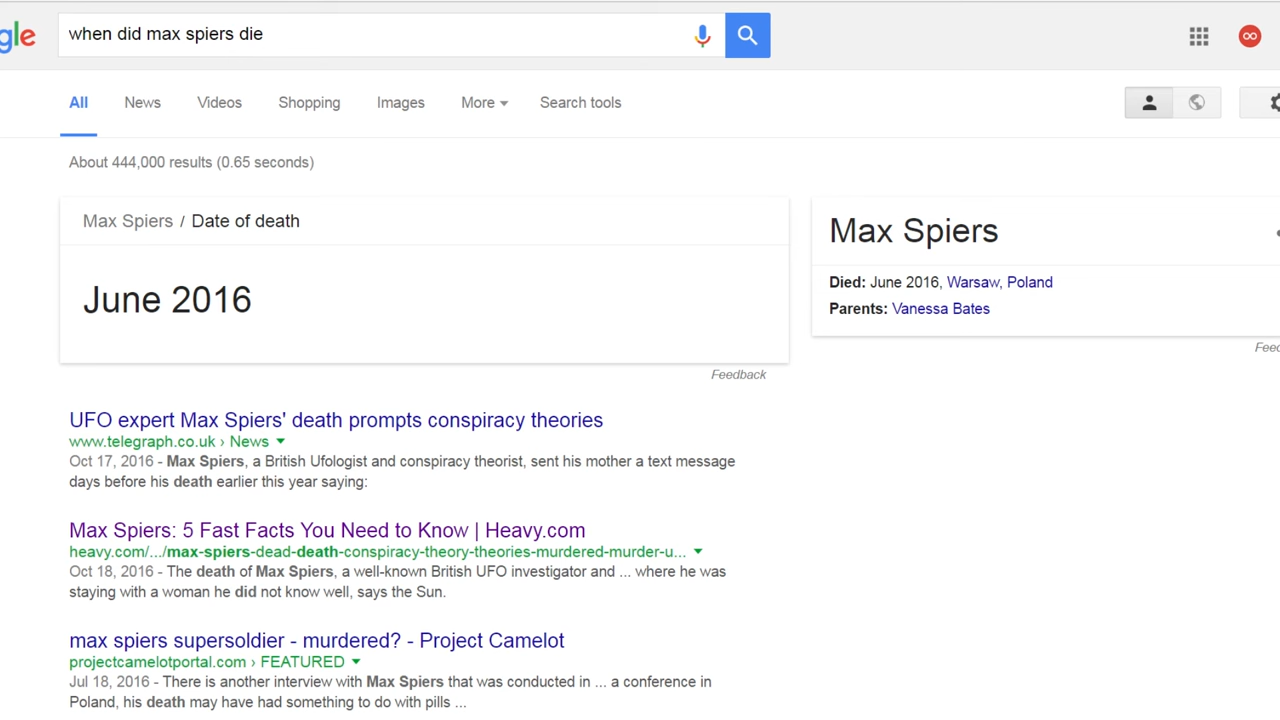 gle
when did max spiers die
All News Videos Shopping Images More Search tools
About 444,000 results (0.65 seconds)
Max Spiers / Date of death
June 2016
Feedback
Max Spiers
Died: June 2016, Warsaw, Poland
Parents: Vanessa Bates
Feed
UFO expert Max Spiers' death prompts conspiracy theories
www.telegraph.co.uk › News
Oct 17, 2016 - Max Spiers, a British Ufologist and conspiracy theorist, sent his mother a text message
days before his death earlier this year saying:
Max Spiers: 5 Fast Facts You Need to Know | Heavy.com
heavy.com/.../max-spiers-dead-death-conspiracy-theory-theories-murdered-murder-u...
Oct 18, 2016 - The death of Max Spiers, a well-known British UFO investigator and ... where he was
staying with a woman he did not know well, says the Sun.
max spiers supersoldier - murdered? - Project Camelot
projectcamelotportal.com › FEATURED
Jul 18, 2016 - There is another interview with Max Spiers that was conducted in ... a conference in
Poland, his death may have had something to do with pills ...